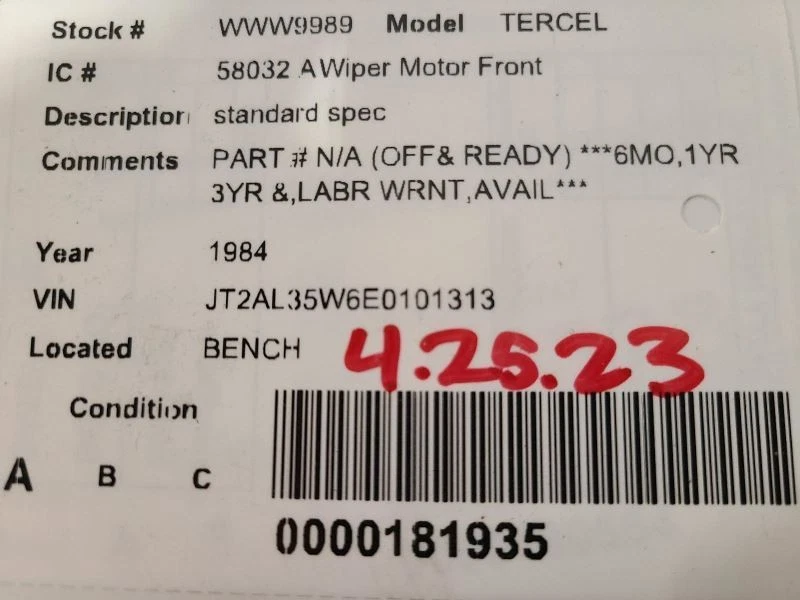 Stock # WWW9989 Model TERCEL
IC # 58032 A Wiper Motor Front
Description standard spec
Comments PART # N/A (OFF& READY) ***6MO,1YR
3YR &,LABR WRNT,AVAIL***
Year 1984
VIN JT2AL35W6E0101313
Located BENCH 4.25.23
Condition
A B C
0000181935